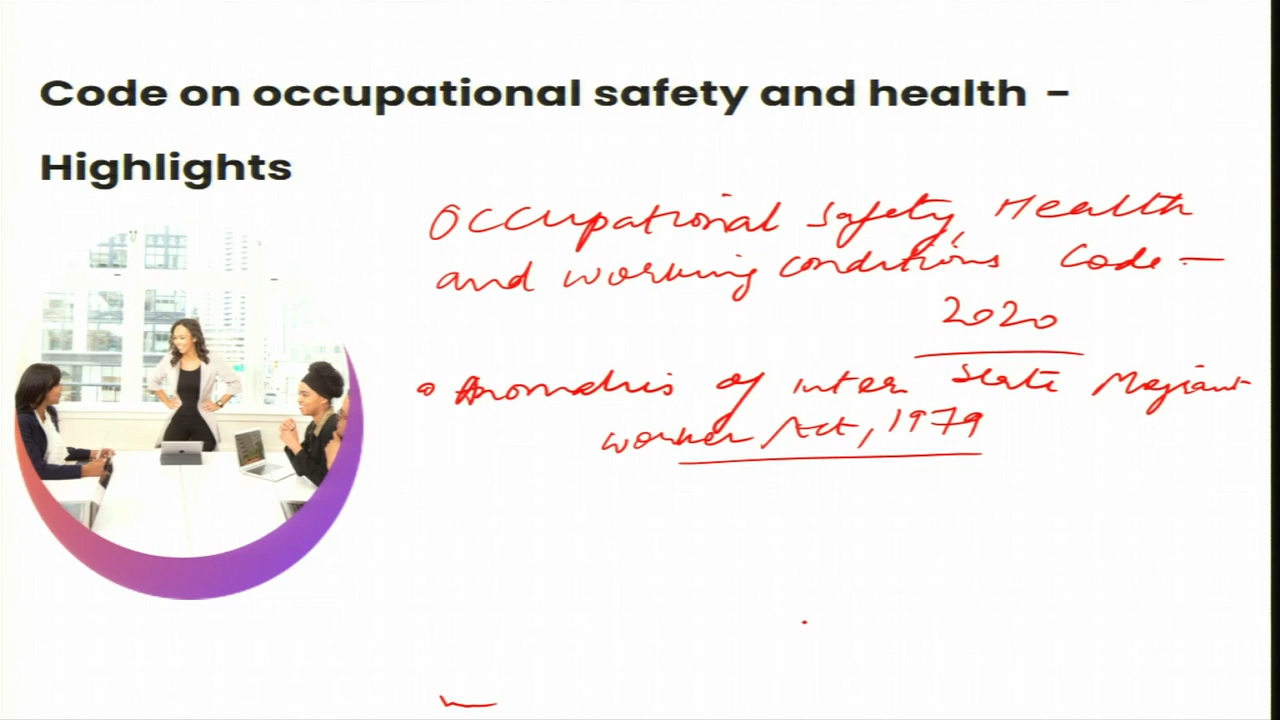 Code on occupational safety and health -
Highlights
Occupational Safety, Health
and working conditions Code -
2020
Anomalies of inter State Migrant
worker Act, 1979